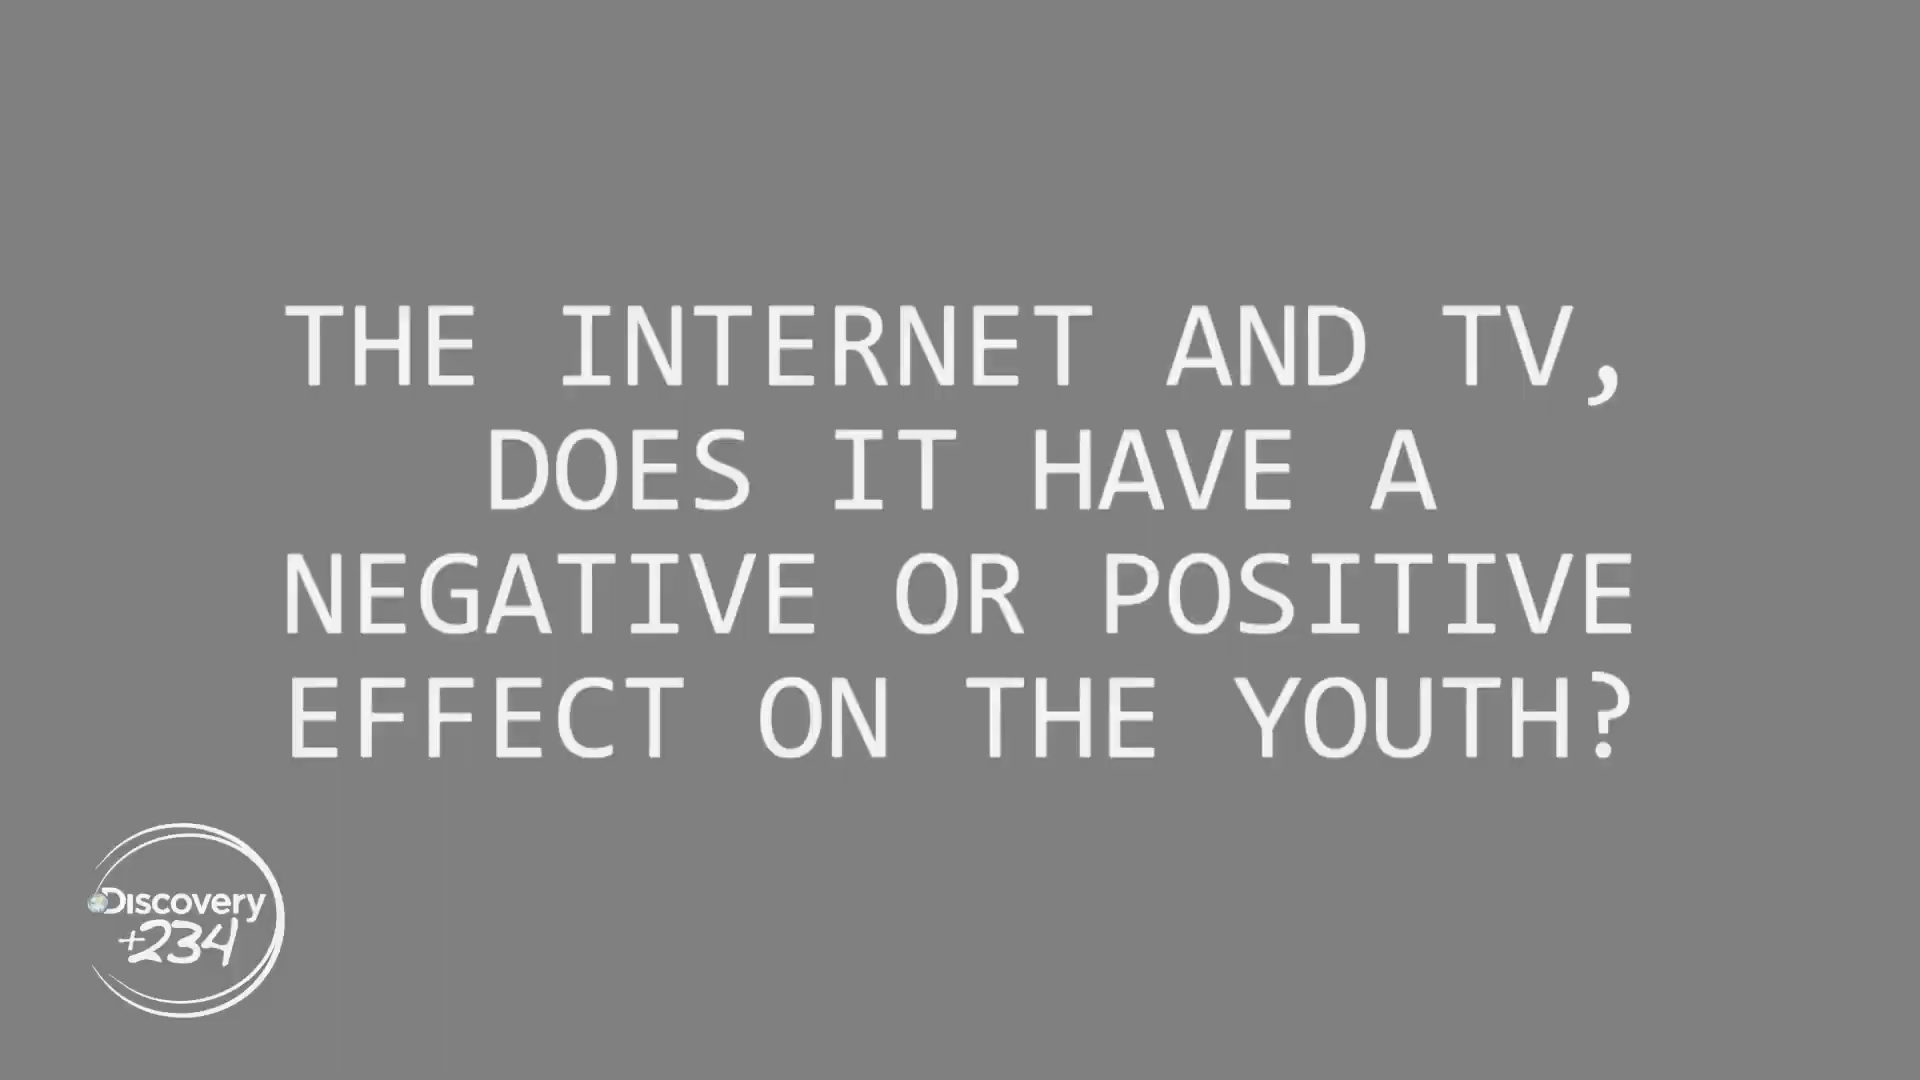 THE INTERNET AND TV,
DOES IT HAVE A
NEGATIVE OR POSITIVE
EFFECT ON THE YOUTH?
Discovery
+234